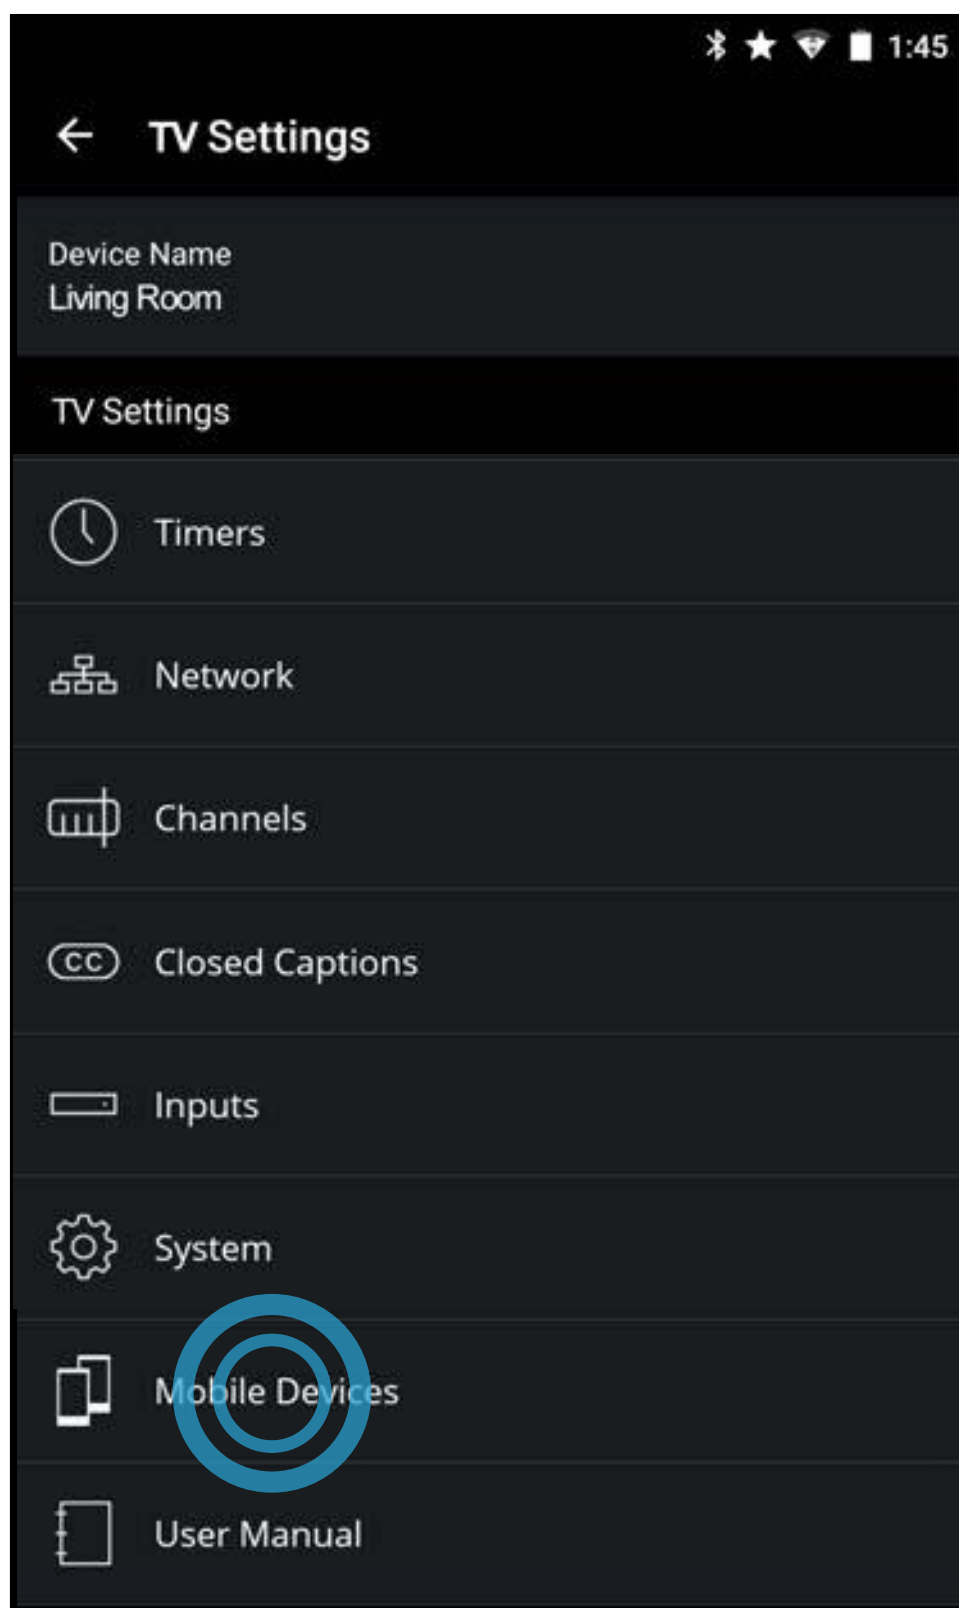 1:45
TV Settings
Device Name
Living Room
TV Settings
Timers
Network
Channels
CC Closed Captions
Inputs
System
Mobile Devices
User Manual